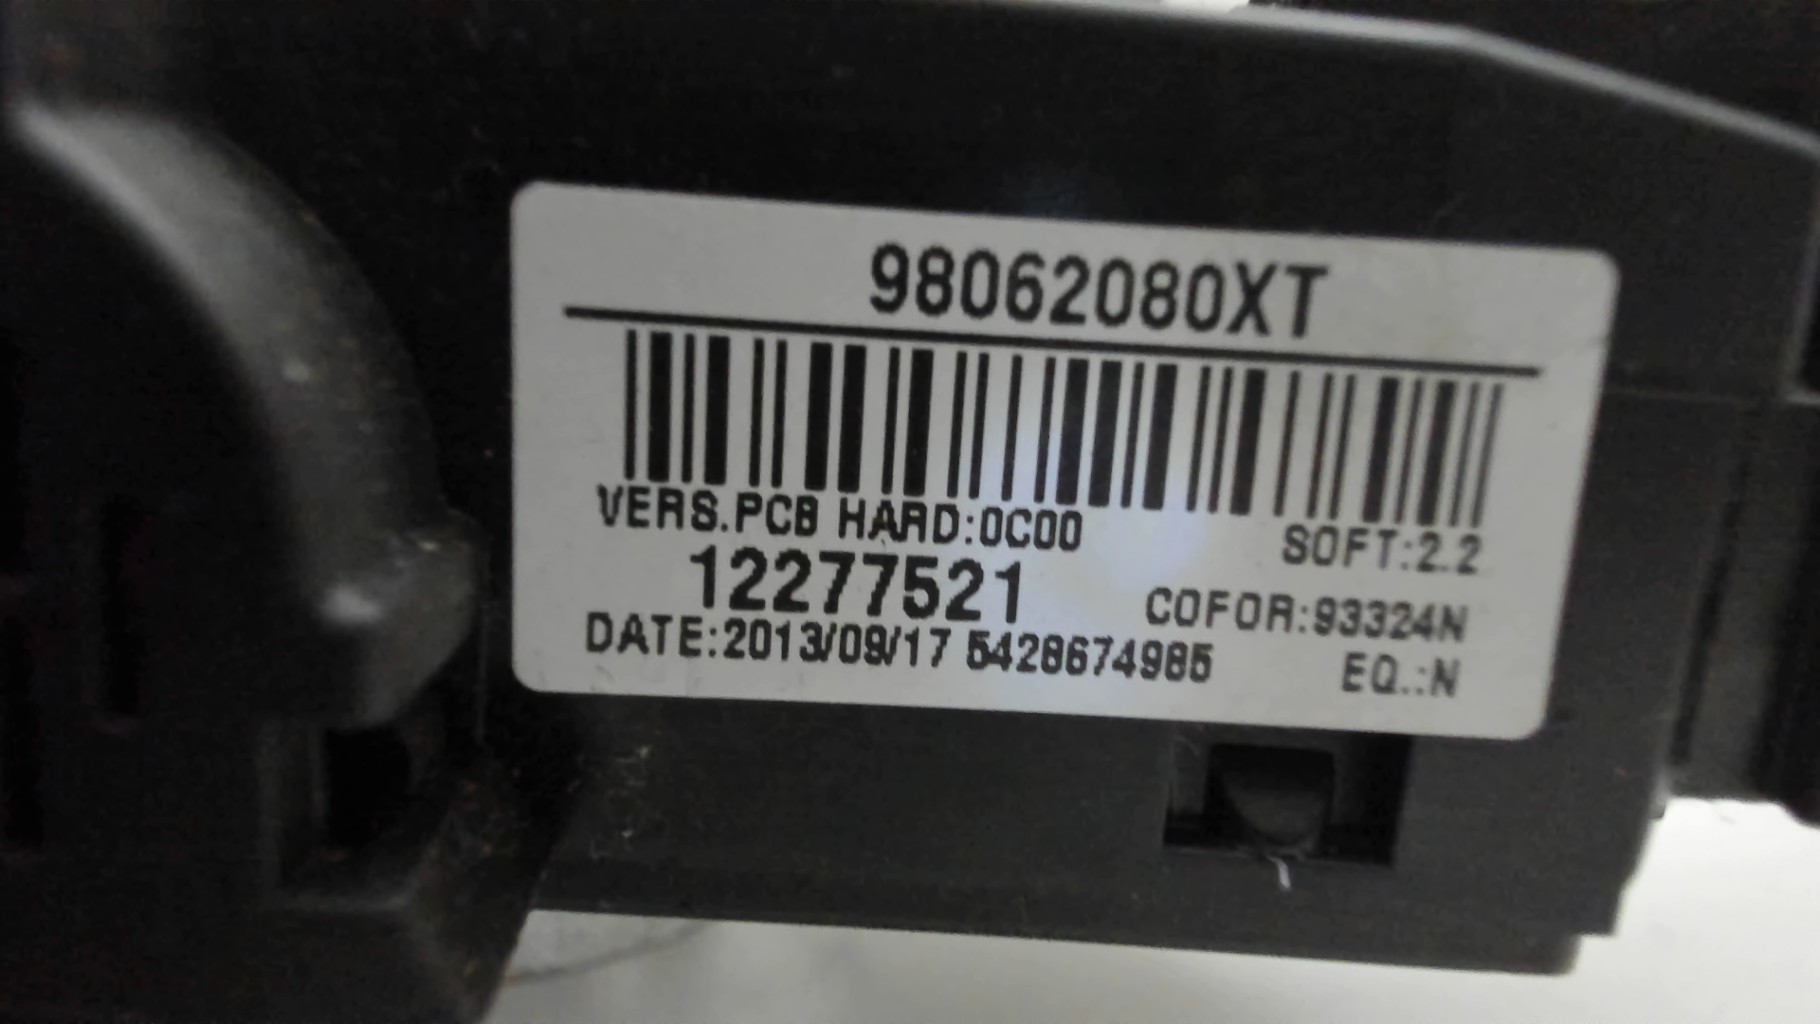 98062080XT
VERS.PCB HARD:0C00 SOFT:2.2
12277521 COFOR:93324N
DATE:2013/09/17 5428674985 EQ.:N